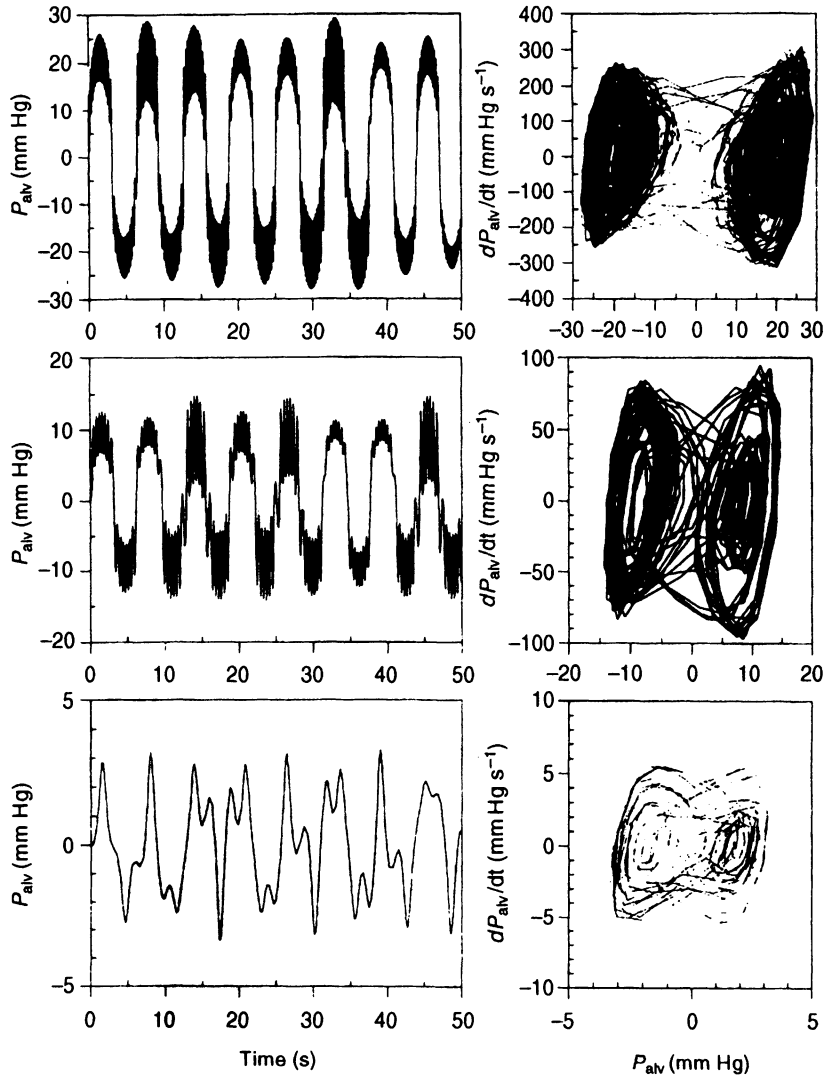 P_alv (mm Hg)
30
20
10
0
−10
−20
−30
0 10 20 30 40 50
dP_alv/dt (mm Hg s⁻¹)
400
300
200
100
0
−100
−200
−300
−400
−30 −20 −10 0 10 20 30
P_alv (mm Hg)
20
10
0
−10
−20
0 10 20 30 40 50
dP_alv/dt (mm Hg s⁻¹)
100
50
0
−50
−100
−20 −10 0 10 20
P_alv (mm Hg)
5
0
−5
0 10 20 30 40 50
Time (s)
dP_alv/dt (mm Hg s⁻¹)
10
5
0
−5
−10
−5 0 5
P_alv (mm Hg)